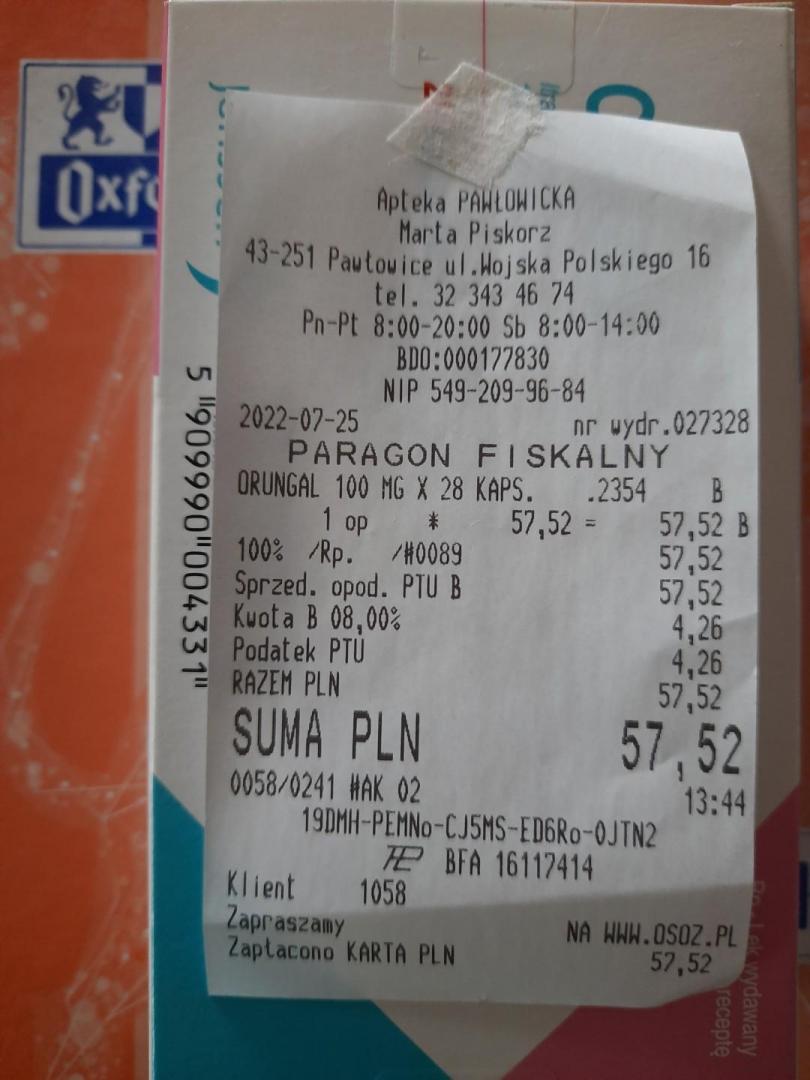 Oxfo
5 909990 004331
Apteka PAWŁOWICKA
Marta Piskorz
43-251 Pawłowice ul.Wojska Polskiego 16
tel. 32 343 46 74
Pn-Pt 8:00-20:00 Sb 8:00-14:00
BDO:000177830
NIP 549-209-96-84
2022-07-25 nr wydr.027328
PARAGON FISKALNY
ORUNGAL 100 MG X 28 KAPS. .2354 B
1 op * 57,52 = 57,52 B
100% /Rp. /#0089 57,52
Sprzed. opod. PTU B 57,52
Kwota B 08,00% 4,26
Podatek PTU 4,26
RAZEM PLN 57,52
SUMA PLN 57,52
0058/0241 #AK 02 13:44
19DMH-PEMNo-CJ5MS-ED6Ro-0JTN2
BFA 16117414
Klient 1058
Zapraszamy NA WWW.OSOZ.PL
Zapłacono KARTA PLN 57,52
wydawany
receptę